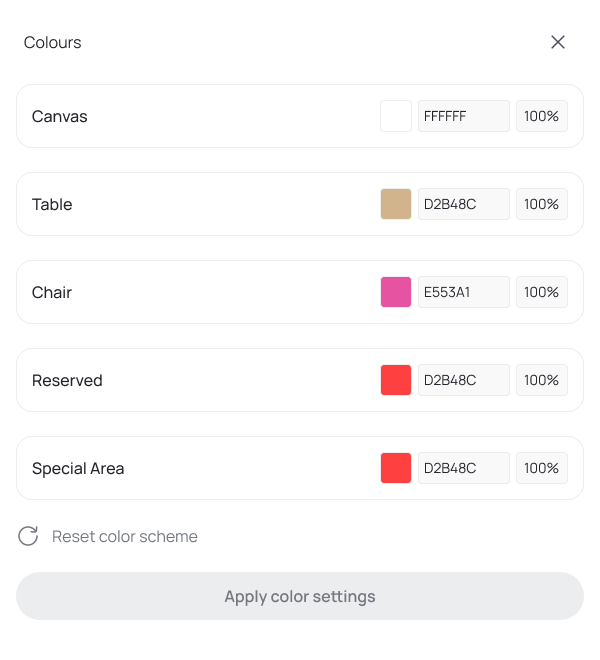 Colours
Canvas FFFFFF 100%
Table D2B48C 100%
Chair E553A1 100%
Reserved D2B48C 100%
Special Area D2B48C 100%
Reset color scheme
Apply color settings